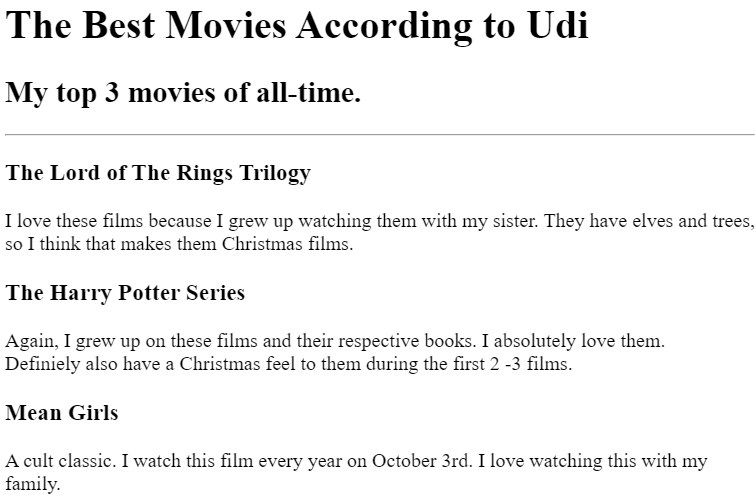 The Best Movies According to Udi
My top 3 movies of all-time.
The Lord of The Rings Trilogy
I love these films because I grew up watching them with my sister. They have elves and trees,
so I think that makes them Christmas films.
The Harry Potter Series
Again, I grew up on these films and their respective books. I absolutely love them.
Definiely also have a Christmas feel to them during the first 2 -3 films.
Mean Girls
A cult classic. I watch this film every year on October 3rd. I love watching this with my
family.